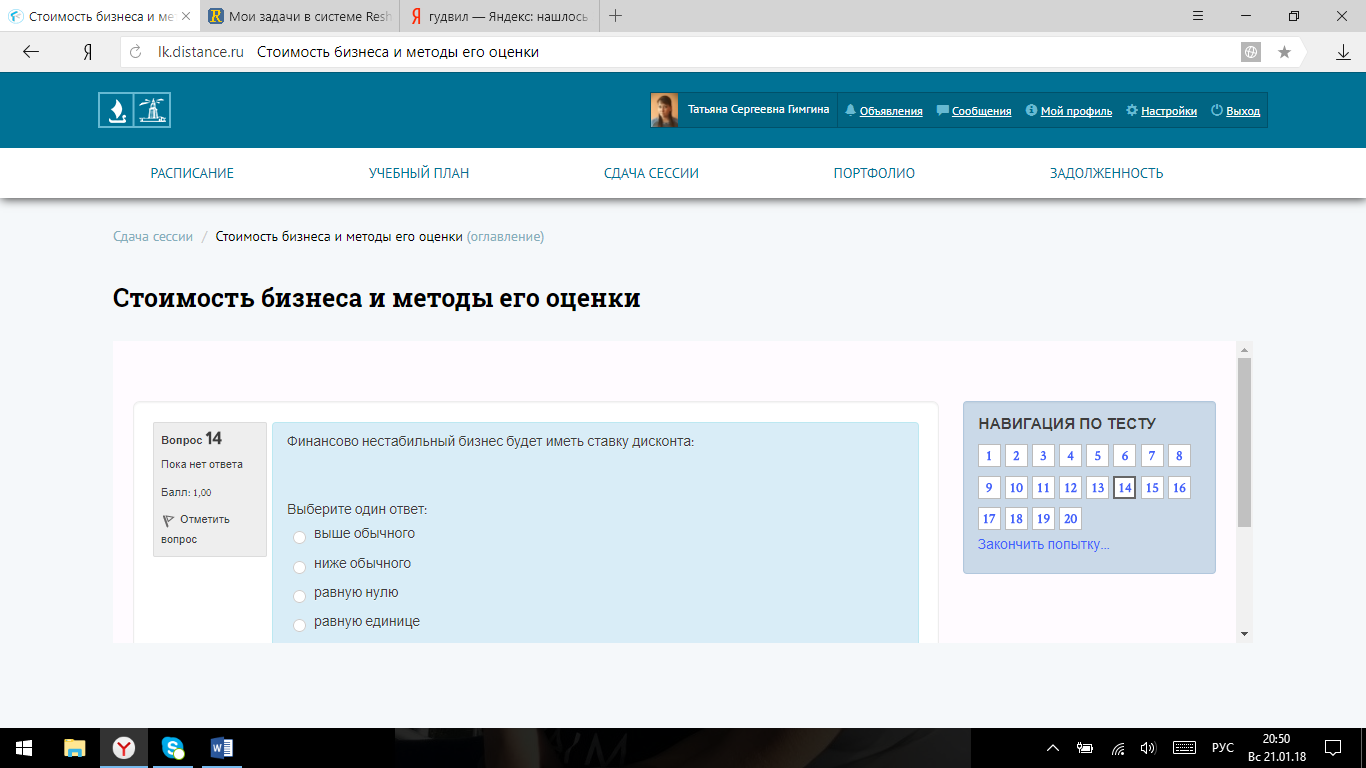 Стоимость бизнеса и ме
Мои задачи в системе Resh
гудвил — Яндекс: нашлось
Я
lk.distance.ru Стоимость бизнеса и методы его оценки
Татьяна Сергеевна Гимгина Объявления Сообщения Мой профиль Настройки Выход
РАСПИСАНИЕ УЧЕБНЫЙ ПЛАН СДАЧА СЕССИИ ПОРТФОЛИО ЗАДОЛЖЕННОСТЬ
Сдача сессии / Стоимость бизнеса и методы его оценки (оглавление)
Стоимость бизнеса и методы его оценки
Вопрос 14
Пока нет ответа
Балл: 1,00
Отметить
вопрос
Финансово нестабильный бизнес будет иметь ставку дисконта:
Выберите один ответ:
выше обычного
ниже обычного
равную нулю
равную единице
НАВИГАЦИЯ ПО ТЕСТУ
1 2 3 4 5 6 7 8
9 10 11 12 13 14 15 16
17 18 19 20
Закончить попытку...
РУС
20:50
Вс 21.01.18